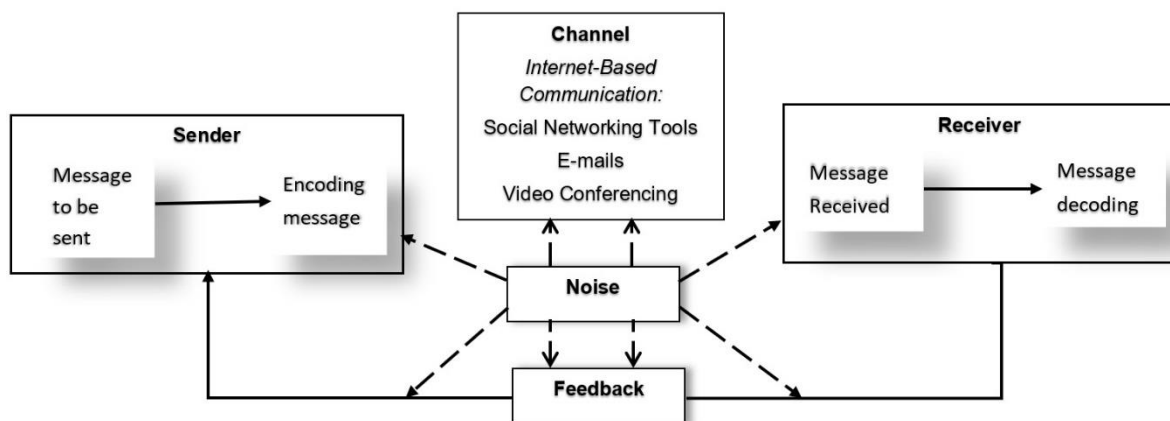 Sender
Message
to be
sent
Encoding
message
Channel
Internet-Based
Communication:
Social Networking Tools
E-mails
Video Conferencing
Receiver
Message
Received
Message
decoding
Noise
Feedback